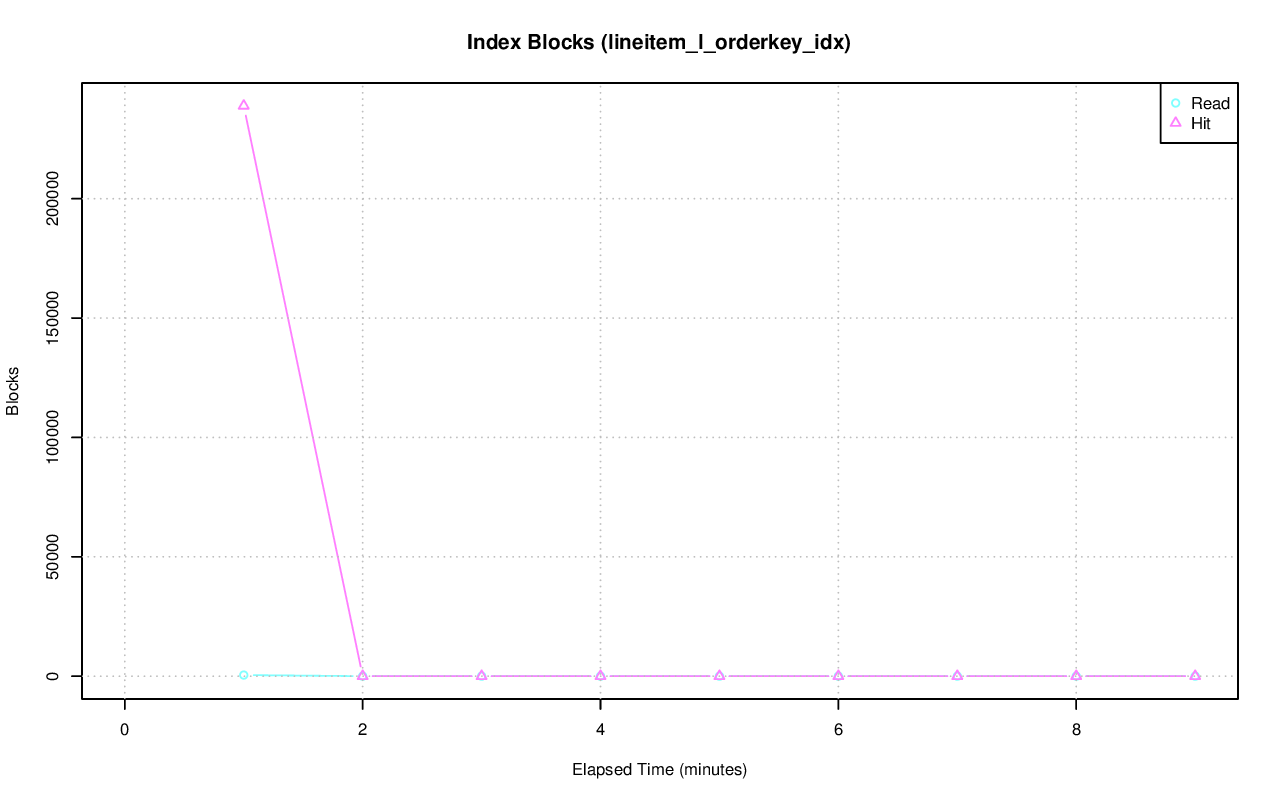 Index Blocks (lineitem_l_orderkey_idx)
Read
Hit
Blocks
200000
150000
100000
50000
0
0 2 4 6 8
Elapsed Time (minutes)